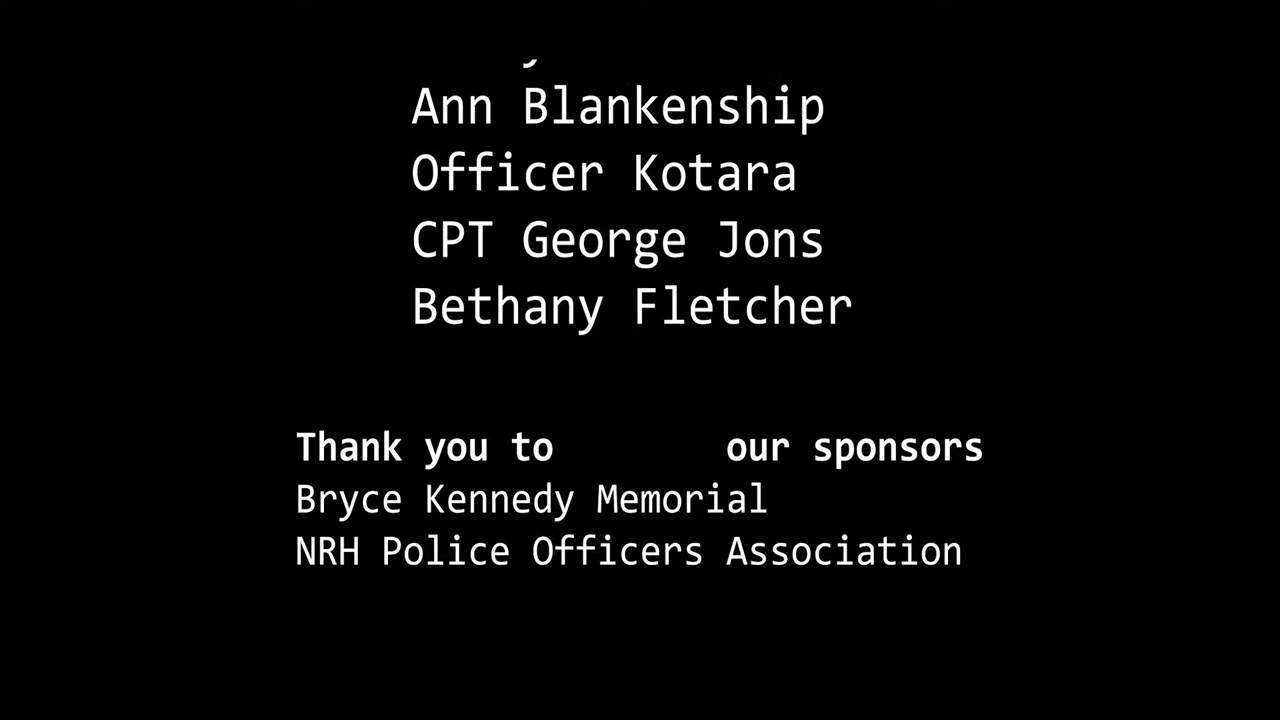 Ann Blankenship
Officer Kotara
CPT George Jons
Bethany Fletcher
Thank you to our sponsors
Bryce Kennedy Memorial
NRH Police Officers Association